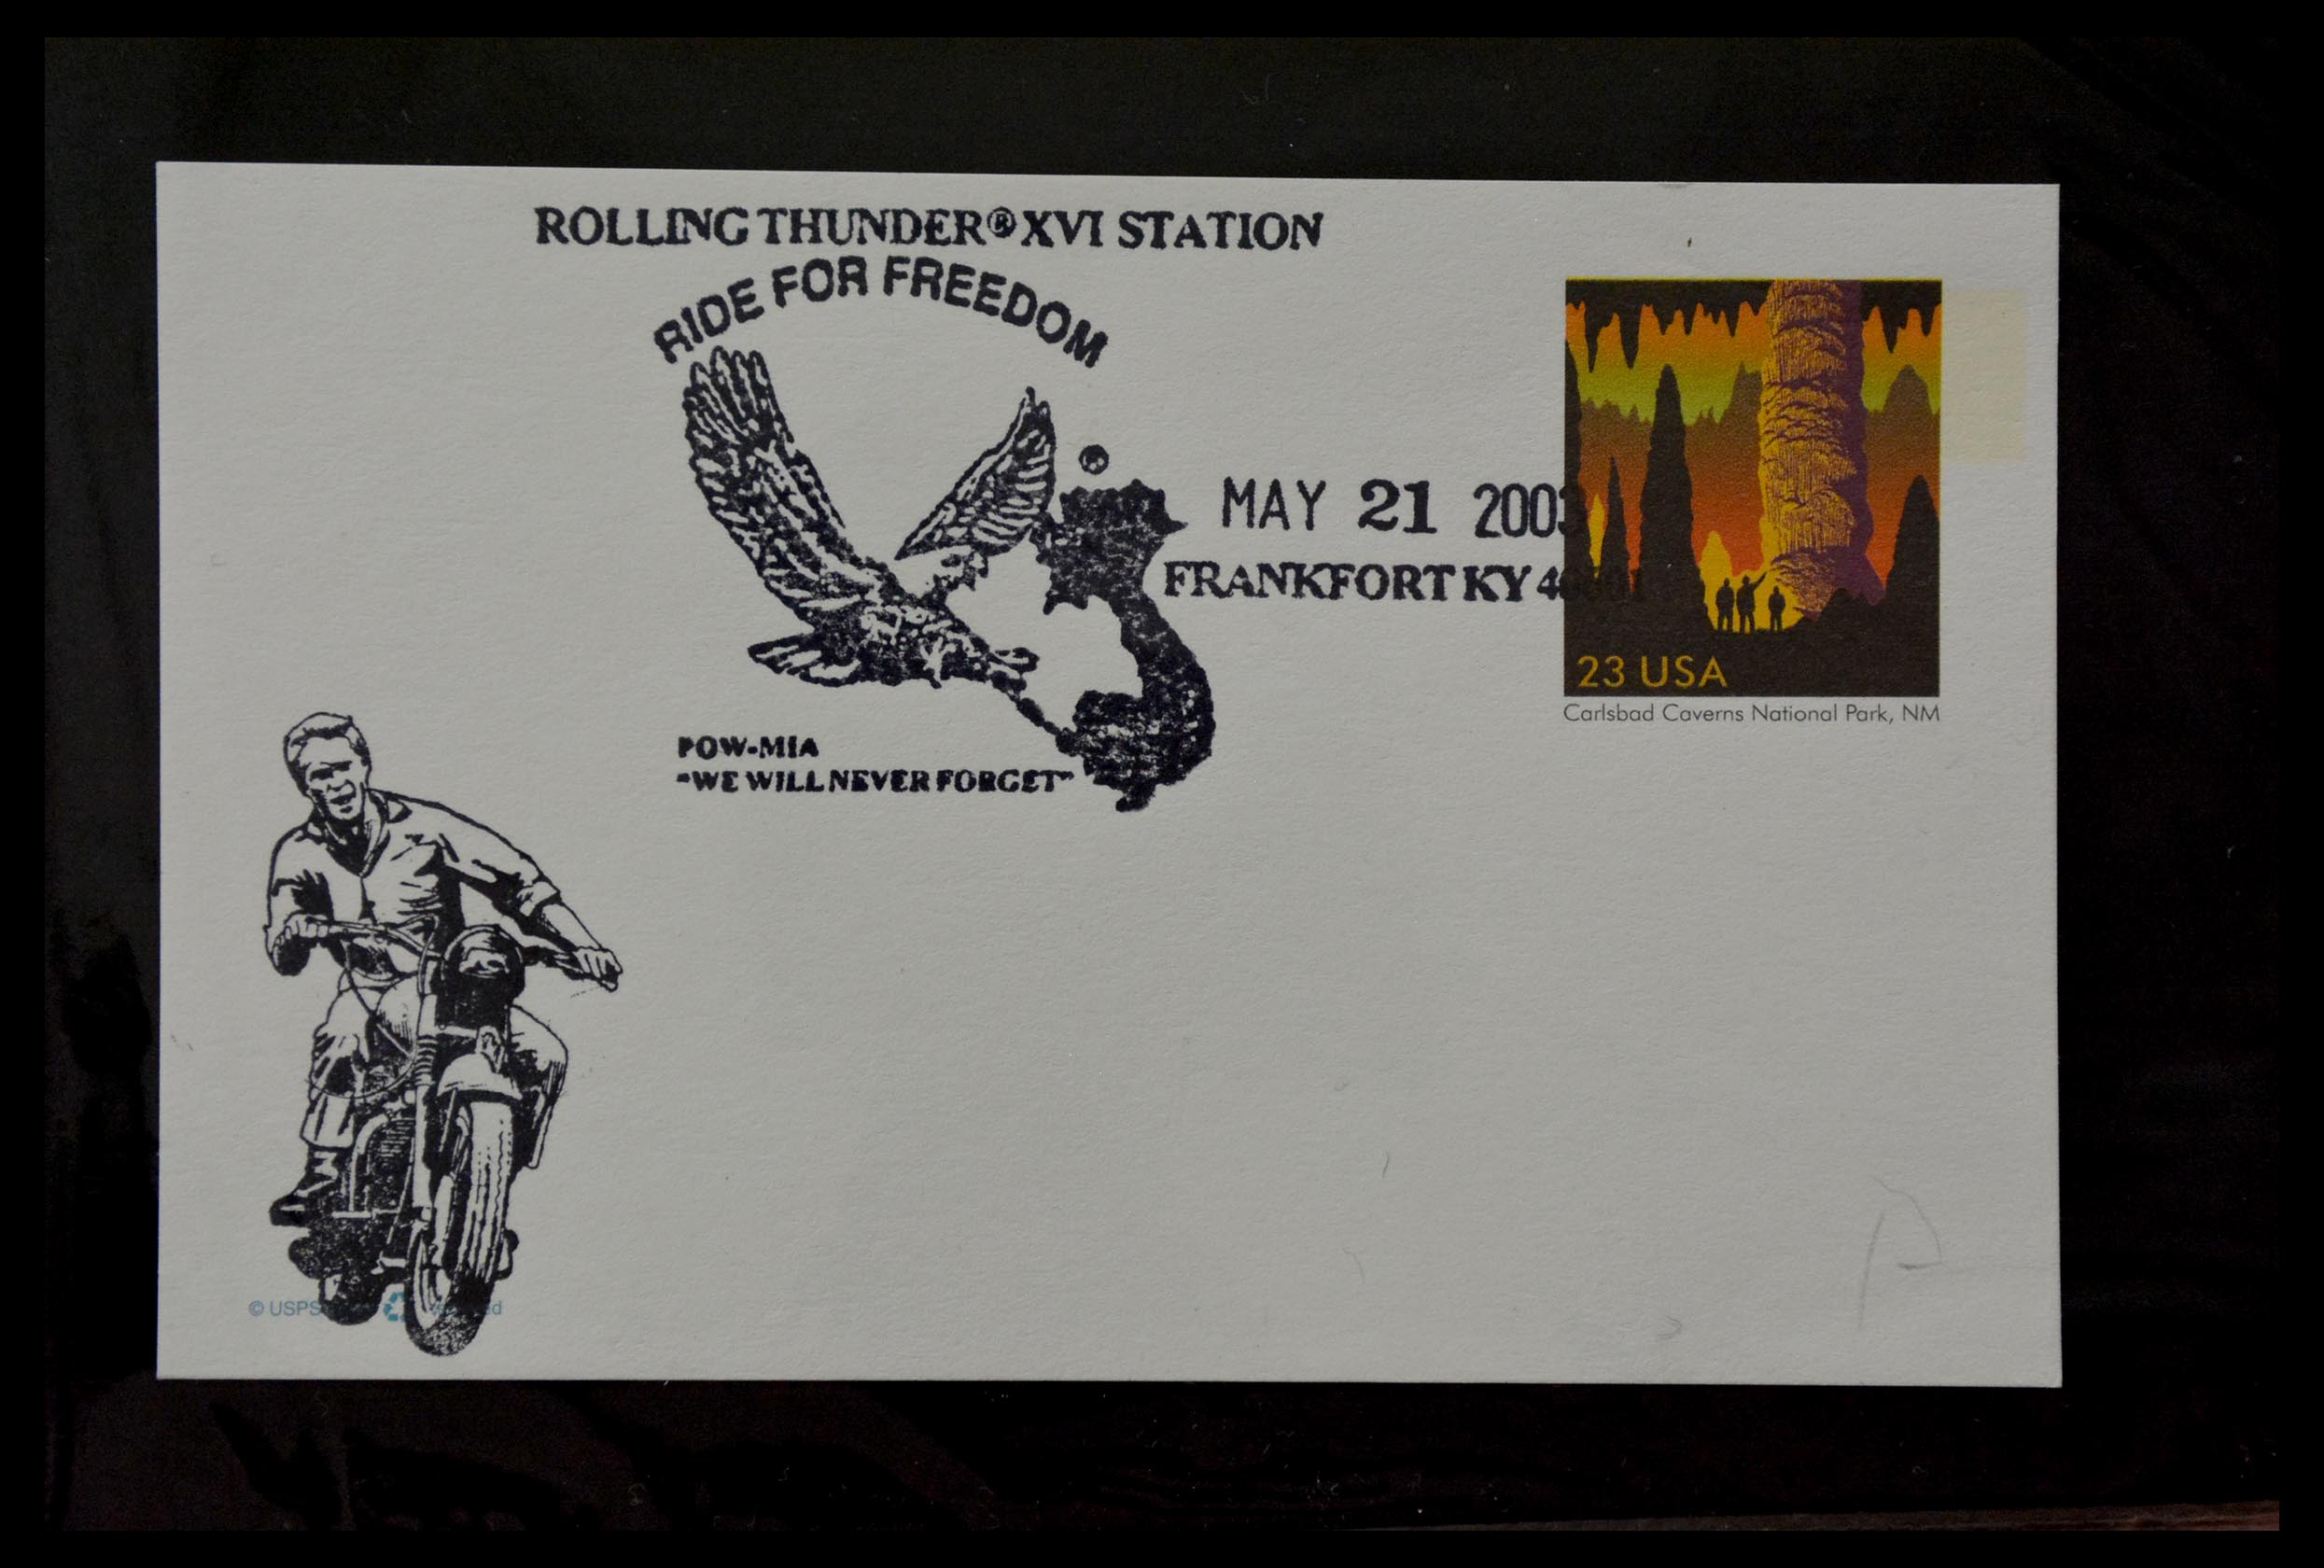 ROLLING THUNDER® XVI STATION
RIDE FOR FREEDOM
®
MAY 21 2003
FRANKFORT KY
POW-MIA
"WE WILL NEVER FORGET"
23 USA
Carlsbad Caverns National Park, NM
© USPS